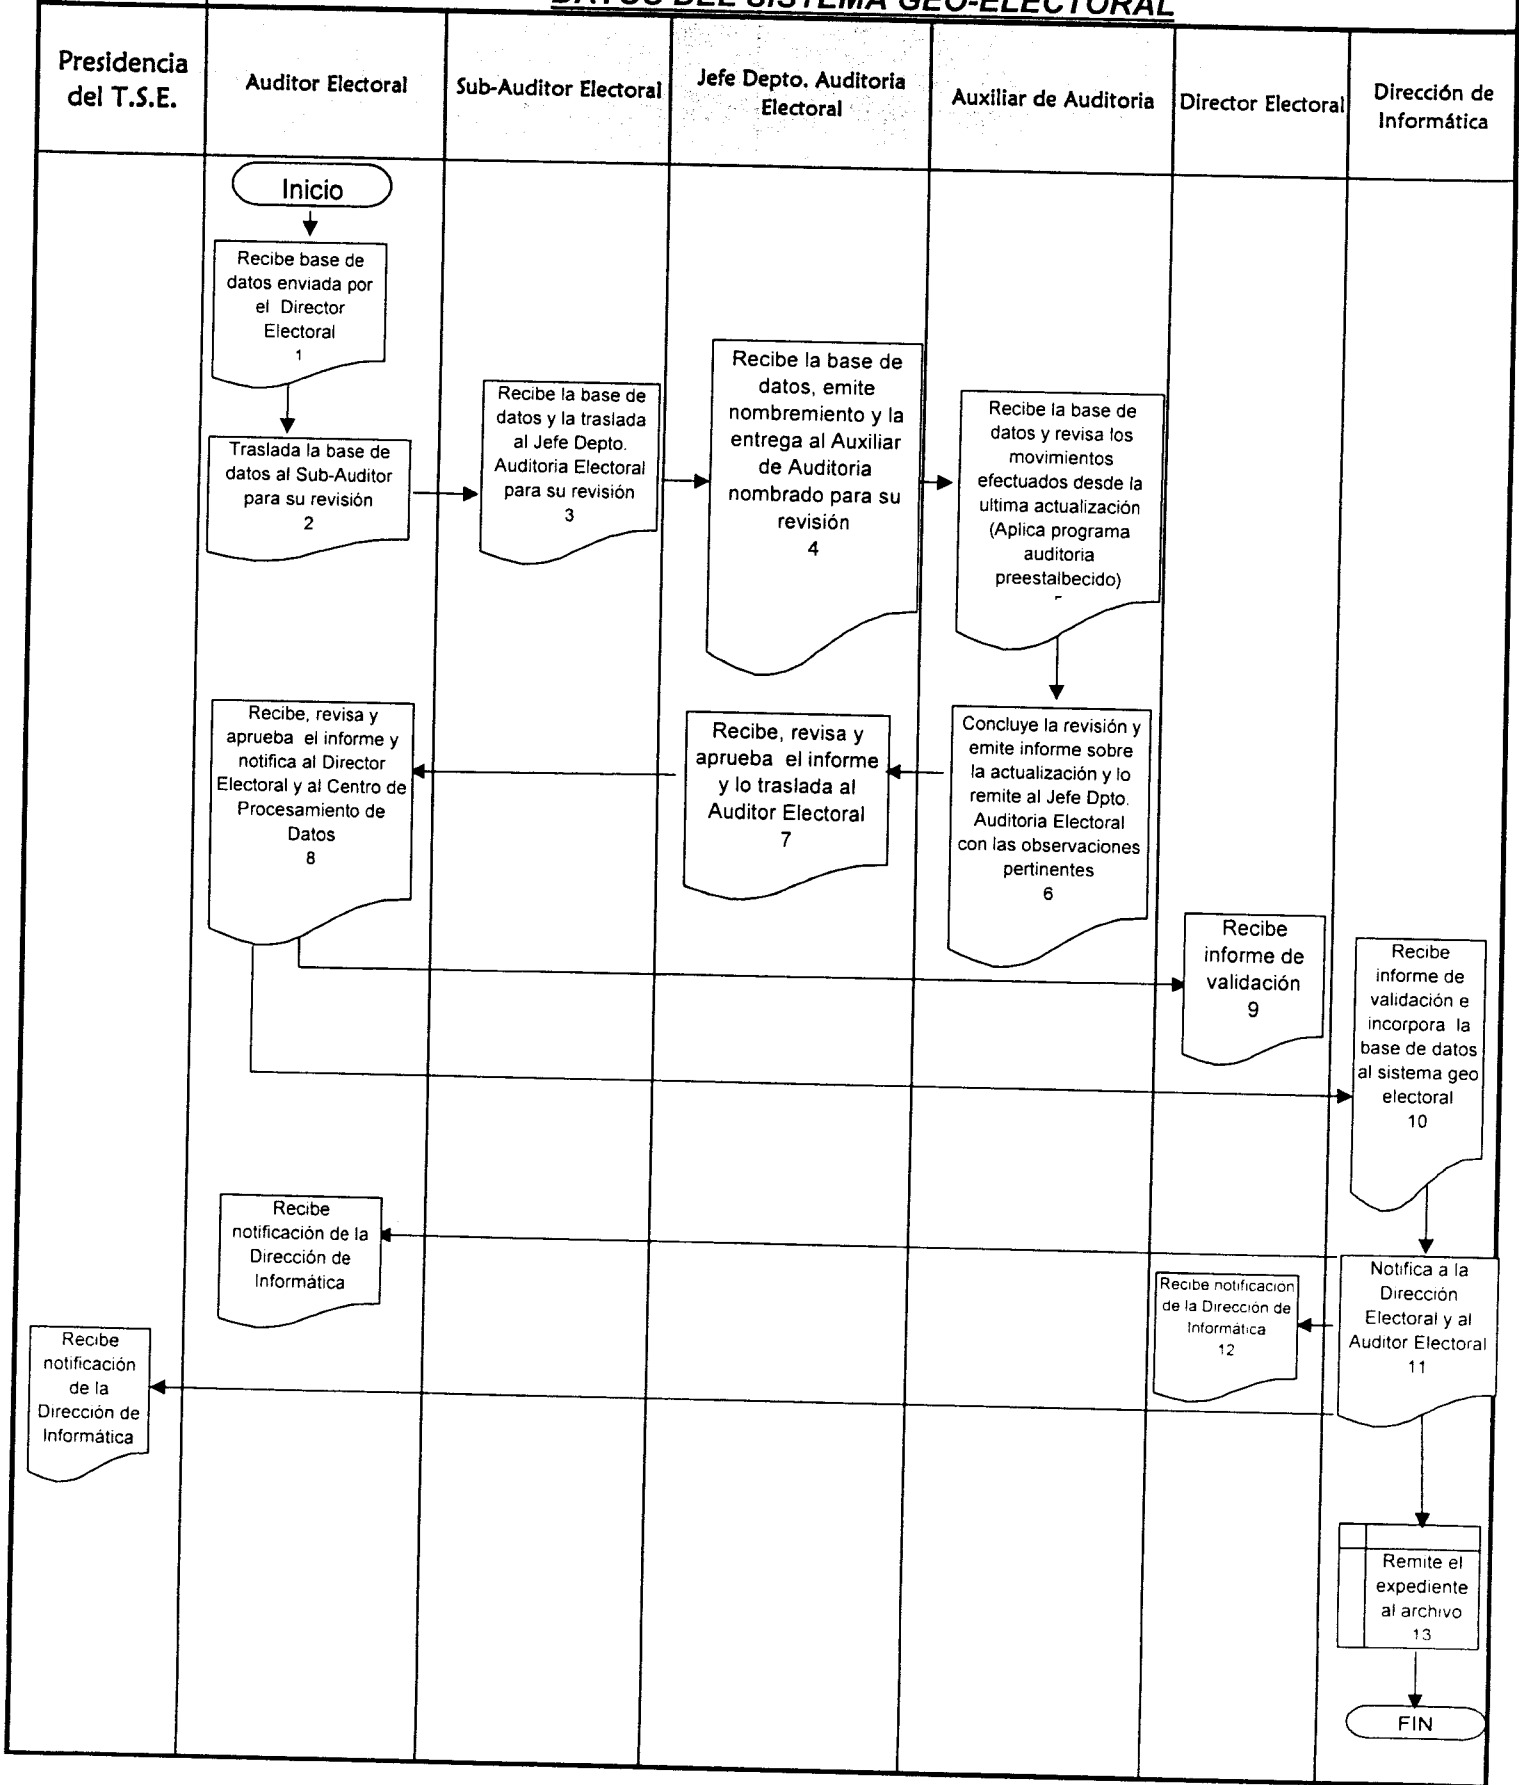 DATOS DEL SISTEMA GEO-ELECTORAL
Presidencia
del T.S.E.
Auditor Electoral
Sub-Auditor Electoral
Jefe Depto. Auditoria
Electoral
Auxiliar de Auditoria
Director Electoral
Dirección de
Informática
Inicio
Recibe base de
datos enviada por
el Director
Electoral
1
Traslada la base de
datos al Sub-Auditor
para su revisión
2
Recibe la base de
datos y la traslada
al Jefe Depto.
Auditoria Electoral
para su revisión
3
Recibe la base de
datos, emite
nombremiento y la
entrega al Auxiliar
de Auditoria
nombrado para su
revisión
4
Recibe la base de
datos y revisa los
movimientos
efectuados desde la
ultima actualización
(Aplica programa
auditoria
preestalbecido)
Concluye la revisión y
emite informe sobre
la actualización y lo
remite al Jefe Dpto.
Auditoria Electoral
con las observaciones
pertinentes
6
Recibe, revisa y
aprueba el informe
y lo traslada al
Auditor Electoral
7
Recibe, revisa y
aprueba el informe y
notifica al Director
Electoral y al Centro de
Procesamiento de
Datos
8
Recibe
informe de
validación
9
Recibe
informe de
validación e
incorpora la
base de datos
al sistema geo
electoral
10
Notifica a la
Dirección
Electoral y al
Auditor Electoral
11
Recibe
notificación de la
Dirección de
Informática
Recibe notificación
de la Dirección de
Informática
12
Recibe
notificación
de la
Dirección de
Informática
Remite el
expediente
al archivo
13
FIN